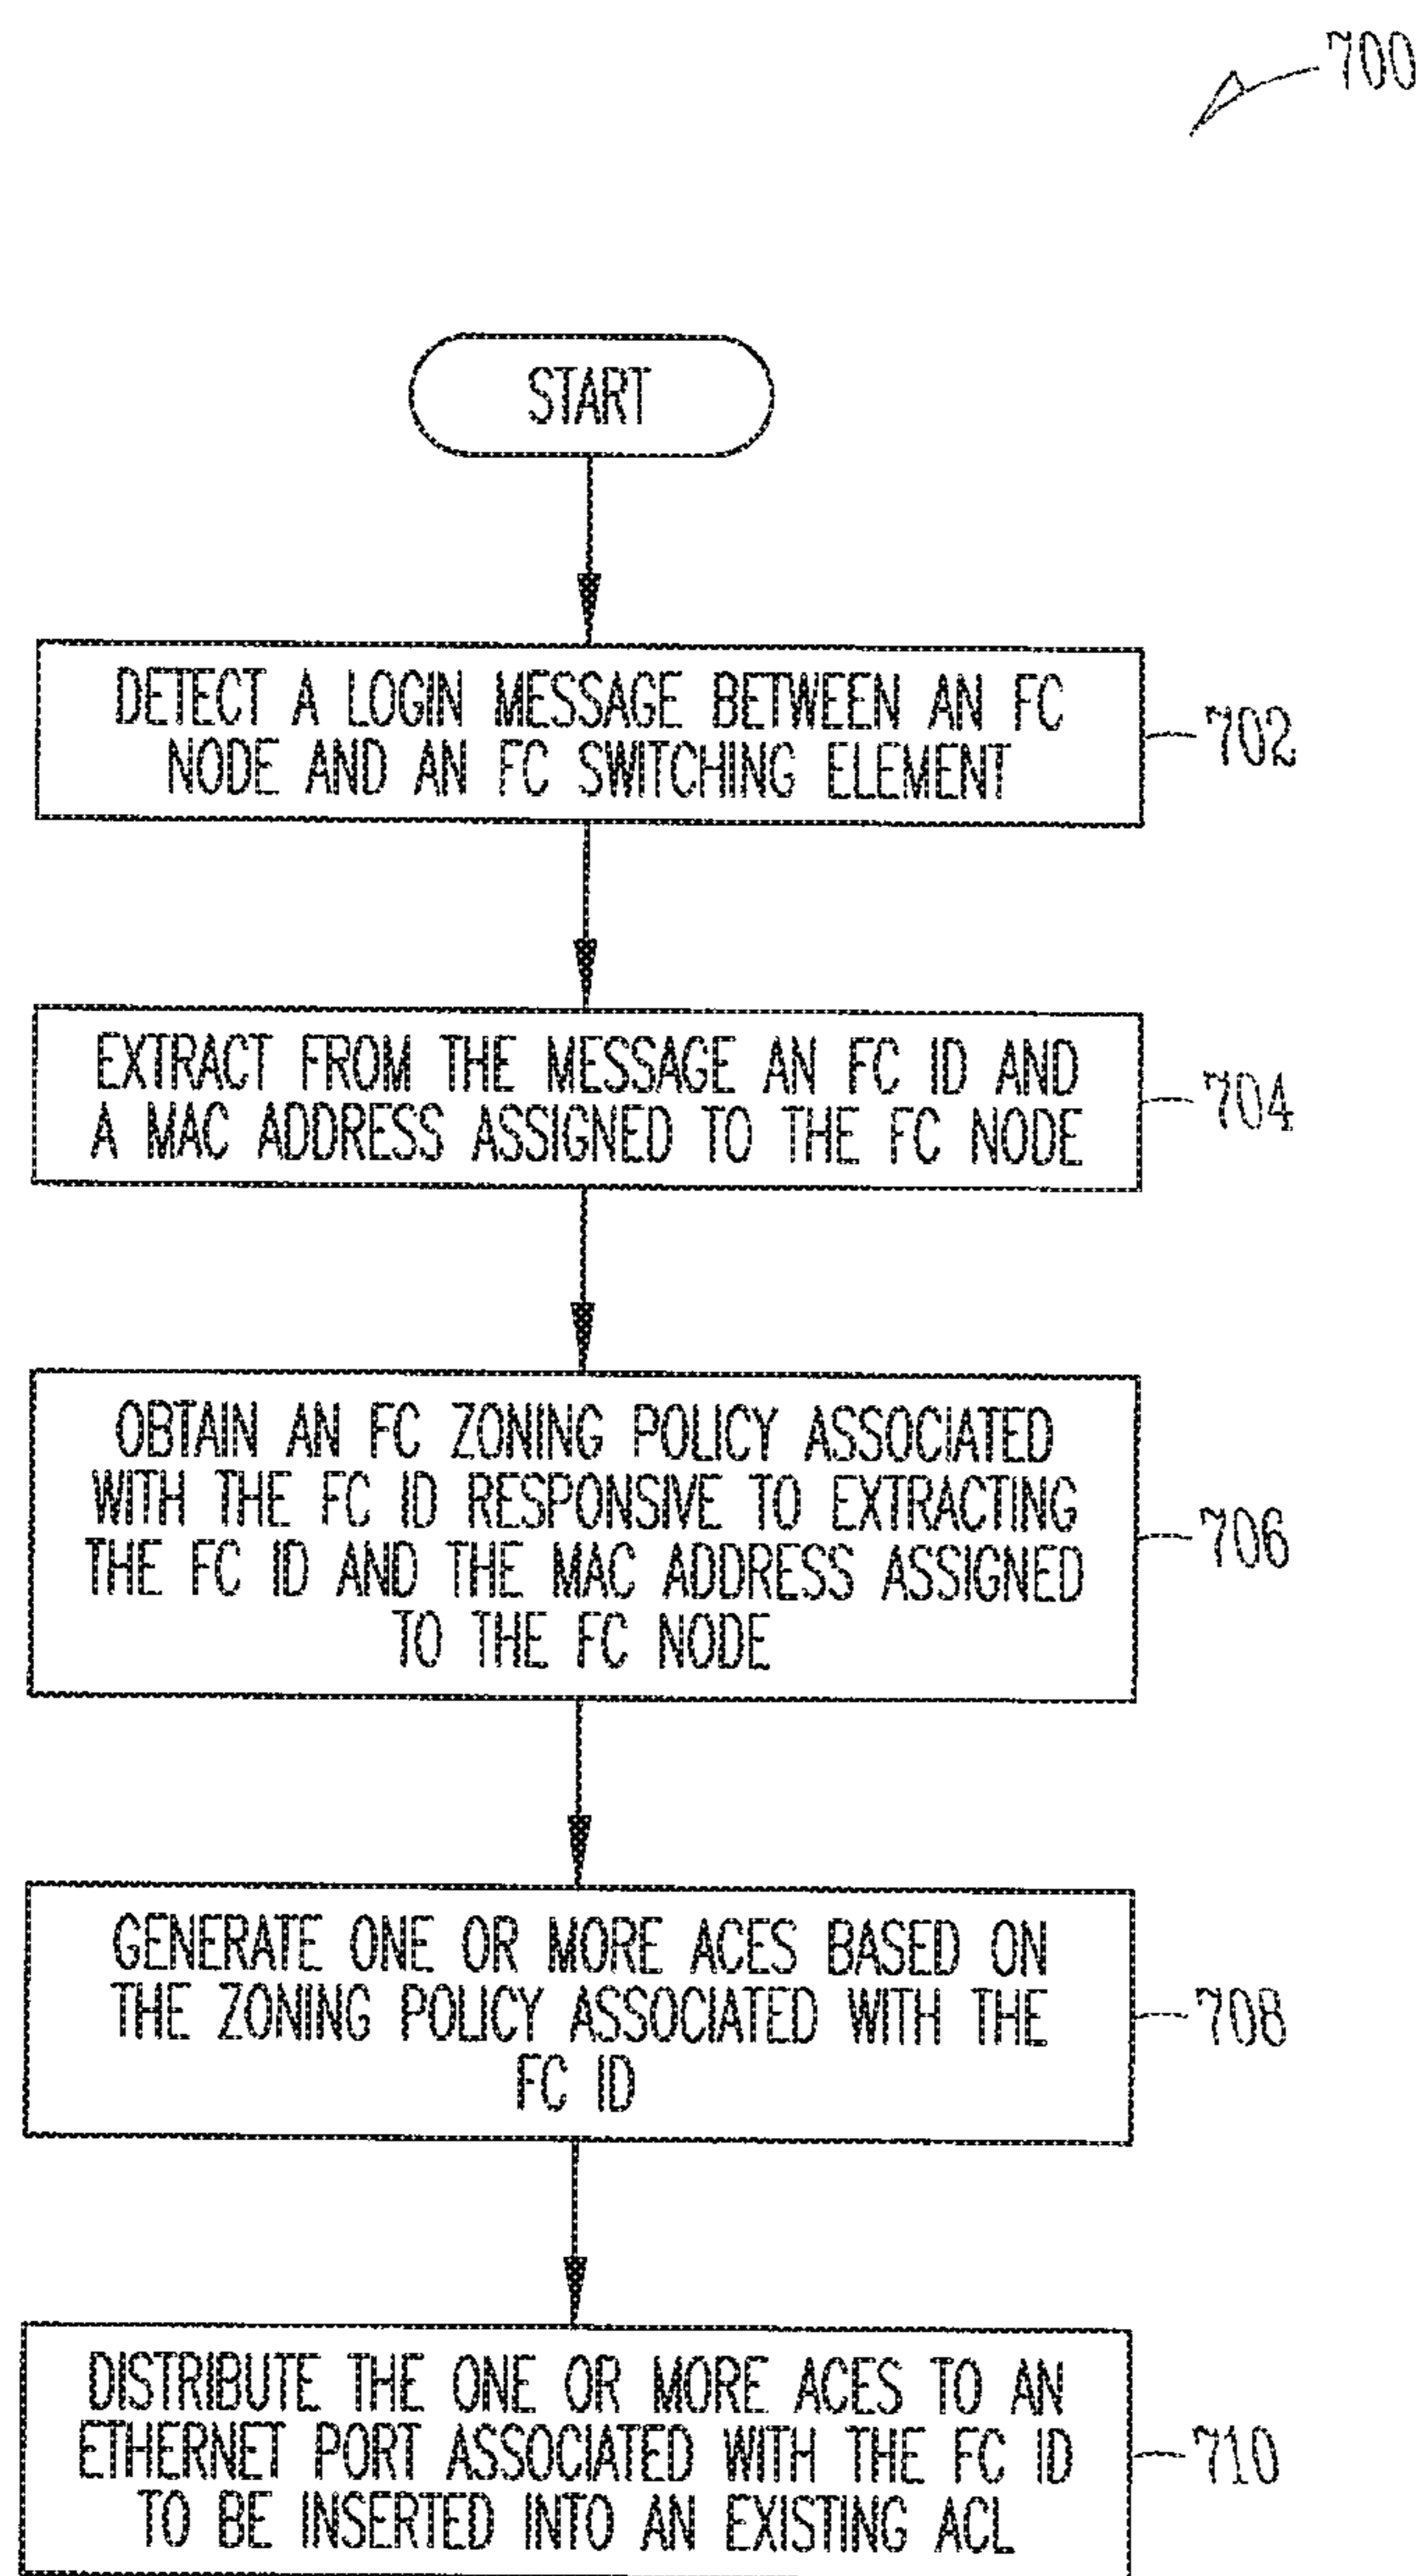 700
START
DETECT A LOGIN MESSAGE BETWEEN AN FC
NODE AND AN FC SWITCHING ELEMENT
702
EXTRACT FROM THE MESSAGE AN FC ID AND
A MAC ADDRESS ASSIGNED TO THE FC NODE
704
OBTAIN AN FC ZONING POLICY ASSOCIATED
WITH THE FC ID RESPONSIVE TO EXTRACTING
THE FC ID AND THE MAC ADDRESS ASSIGNED
TO THE FC NODE
706
GENERATE ONE OR MORE ACES BASED ON
THE ZONING POLICY ASSOCIATED WITH THE
FC ID
708
DISTRIBUTE THE ONE OR MORE ACES TO AN
ETHERNET PORT ASSOCIATED WITH THE FC ID
TO BE INSERTED INTO AN EXISTING ACL
710